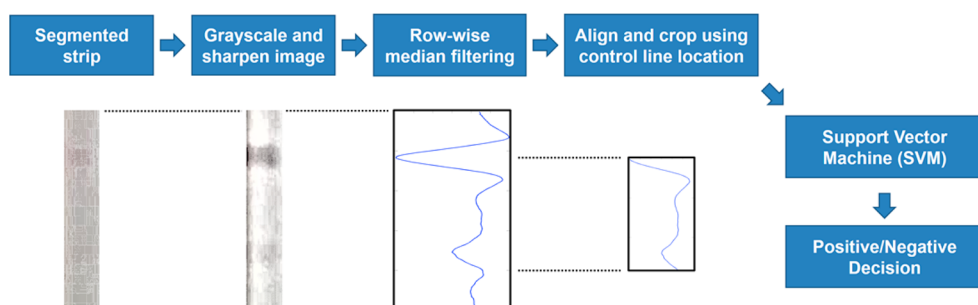 Segmented
strip
Grayscale and
sharpen image
Row-wise
median filtering
Align and crop using
control line location
Support Vector
Machine (SVM)
Positive/Negative
Decision